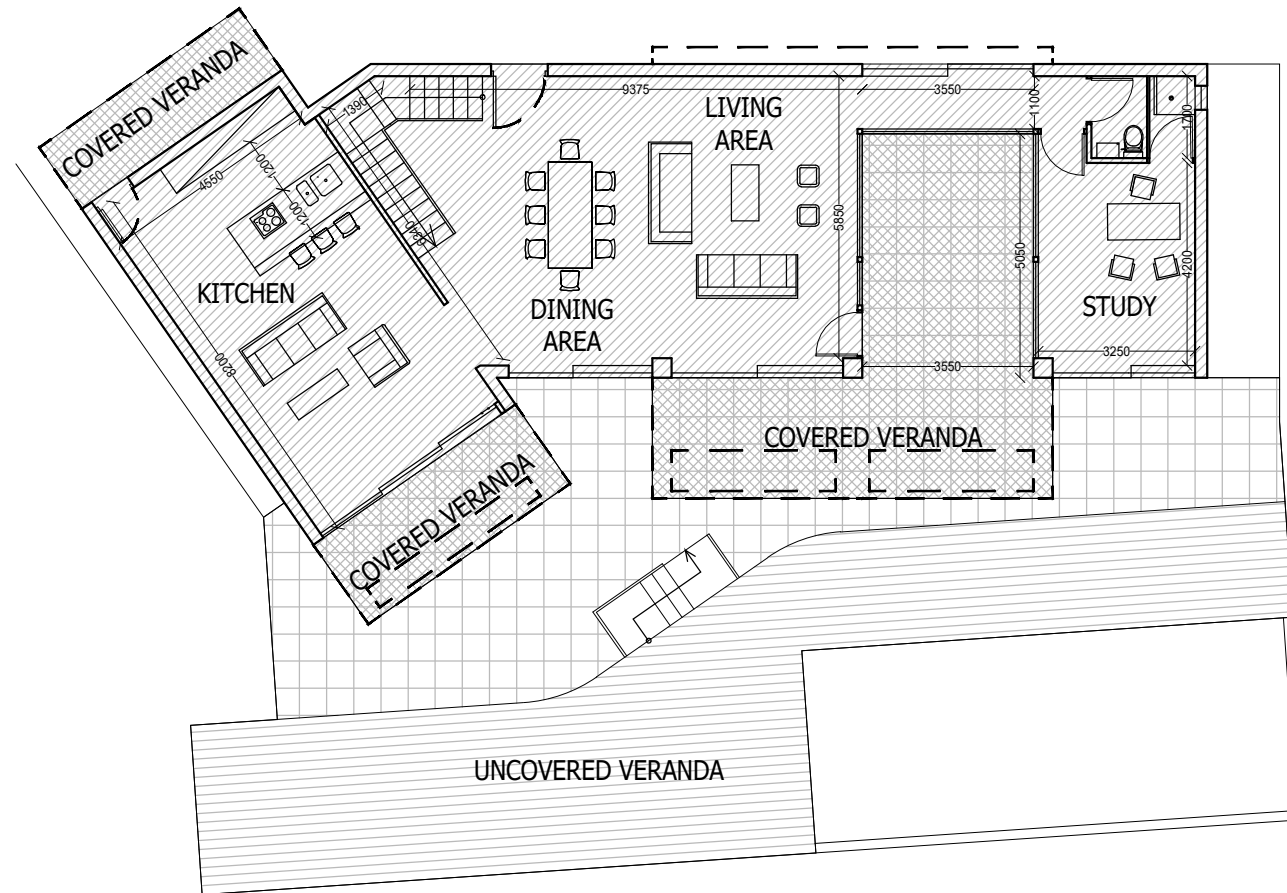 COVERED VERANDA
1390
9375
LIVING
AREA
3550
1100
1700
4550
1200
1200
6340
5850
5050
4200
KITCHEN
DINING
AREA
STUDY
8200
3550
3250
COVERED VERANDA
COVERED VERANDA
UNCOVERED VERANDA